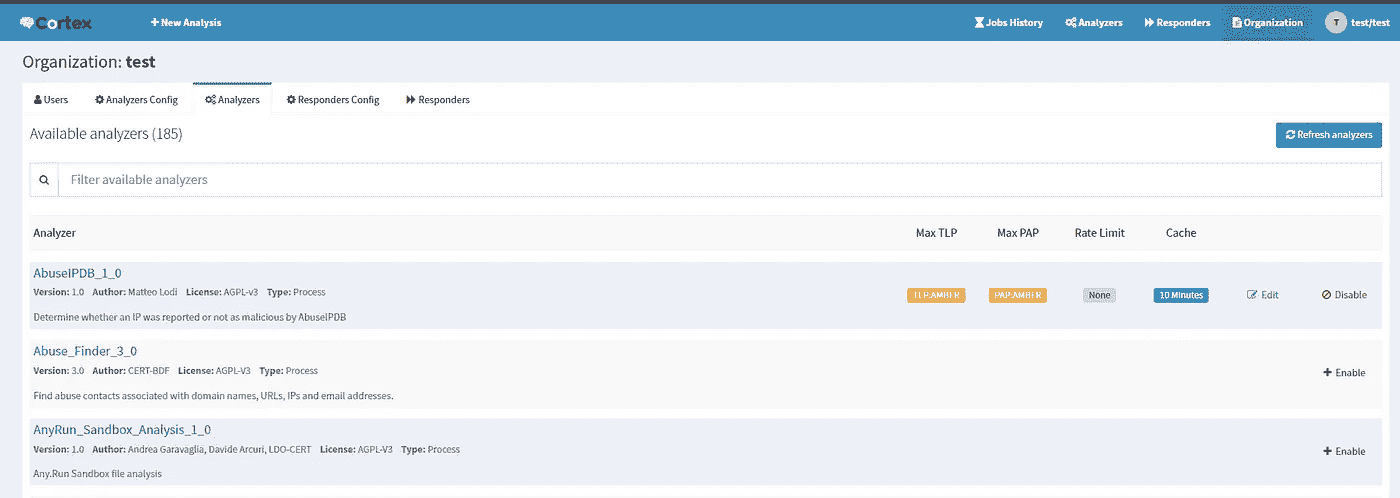 Cortex + New Analysis Jobs History Analyzers Responders Organization T test/test
Organization: test
Users Analyzers Config Analyzers Responders Config Responders
Available analyzers (185) Refresh analyzers
Filter available analyzers
Analyzer Max TLP Max PAP Rate Limit Cache
AbuseIPDB_1_0
Version: 1.0 Author: Matteo Lodi License: AGPL-v3 Type: Process TLP:AMBER PAP:AMBER None 10 Minutes Edit Disable
Determine whether an IP was reported or not as malicious by AbuseIPDB
Abuse_Finder_3_0
Version: 3.0 Author: CERT-BDF License: AGPL-V3 Type: Process + Enable
Find abuse contacts associated with domain names, URLs, IPs and email addresses.
AnyRun_Sandbox_Analysis_1_0
Version: 1.0 Author: Andrea Garavaglia, Davide Arcuri, LDO-CERT License: AGPL-V3 Type: Process + Enable
Any.Run Sandbox file analysis